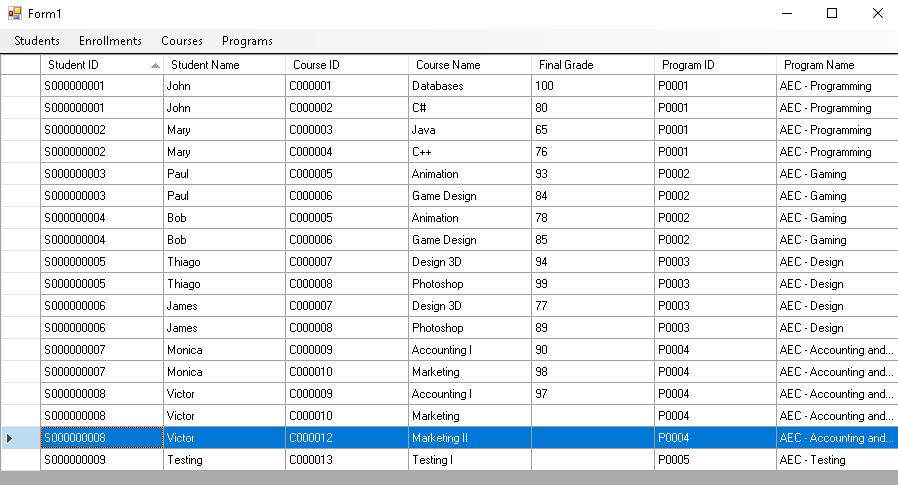 Form1
Students Enrollments Courses Programs
Student ID Student Name Course ID Course Name Final Grade Program ID Program Name
S000000001 John C000001 Databases 100 P0001 AEC - Programming
S000000001 John C000002 C# 80 P0001 AEC - Programming
S000000002 Mary C000003 Java 65 P0001 AEC - Programming
S000000002 Mary C000004 C++ 76 P0001 AEC - Programming
S000000003 Paul C000005 Animation 93 P0002 AEC - Gaming
S000000003 Paul C000006 Game Design 84 P0002 AEC - Gaming
S000000004 Bob C000005 Animation 78 P0002 AEC - Gaming
S000000004 Bob C000006 Game Design 85 P0002 AEC - Gaming
S000000005 Thiago C000007 Design 3D 94 P0003 AEC - Design
S000000005 Thiago C000008 Photoshop 99 P0003 AEC - Design
S000000006 James C000007 Design 3D 77 P0003 AEC - Design
S000000006 James C000008 Photoshop 89 P0003 AEC - Design
S000000007 Monica C000009 Accounting I 90 P0004 AEC - Accounting and...
S000000007 Monica C000010 Marketing 98 P0004 AEC - Accounting and...
S000000008 Victor C000009 Accounting I 97 P0004 AEC - Accounting and...
S000000008 Victor C000010 Marketing P0004 AEC - Accounting and...
S000000008 Victor C000012 Marketing II P0004 AEC - Accounting and...
S000000009 Testing C000013 Testing I P0005 AEC - Testing